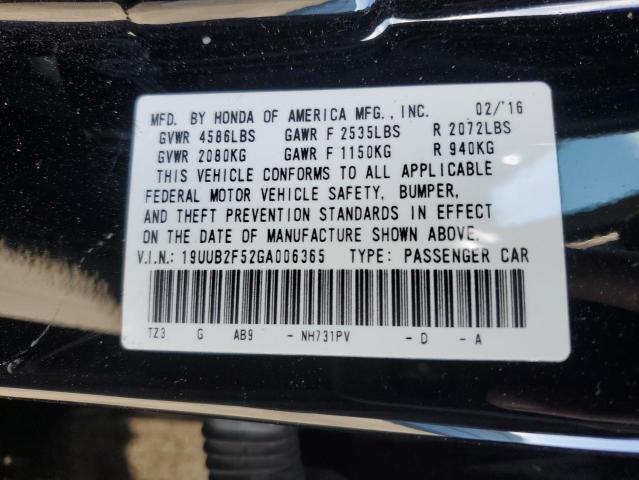 MFD. BY HONDA OF AMERICA MFG., INC. 02/'16
GVWR 4586LBS GAWR F 2535LBS R 2072LBS
GVWR 2080KG GAWR F 1150KG R 940KG
THIS VEHICLE CONFORMS TO ALL APPLICABLE
FEDERAL MOTOR VEHICLE SAFETY, BUMPER,
AND THEFT PREVENTION STANDARDS IN EFFECT
ON THE DATE OF MANUFACTURE SHOWN ABOVE.
V.I.N.: 19UUB2F52GA006365 TYPE: PASSENGER CAR
TZ3 G AB9 - NH731PV - D - A